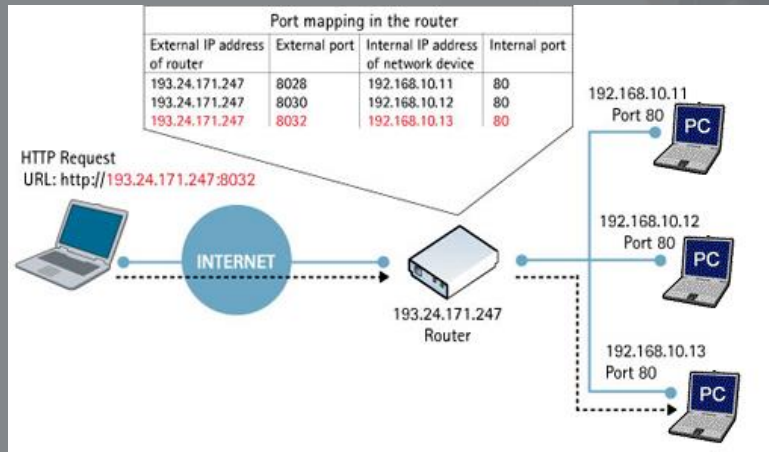 Port mapping in the router
External IP address of router External port Internal IP address of network device Internal port
193.24.171.247 8028 192.168.10.11 80
193.24.171.247 8030 192.168.10.12 80
193.24.171.247 8032 192.168.10.13 80
HTTP Request
URL: http://193.24.171.247:8032
INTERNET
193.24.171.247
Router
192.168.10.11
Port 80
PC
192.168.10.12
Port 80
PC
192.168.10.13
Port 80
PC